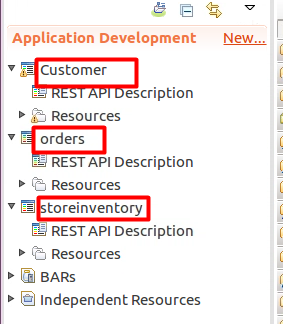 Application Development New...
Customer
REST API Description
Resources
orders
REST API Description
Resources
storeinventory
REST API Description
Resources
BARs
Independent Resources